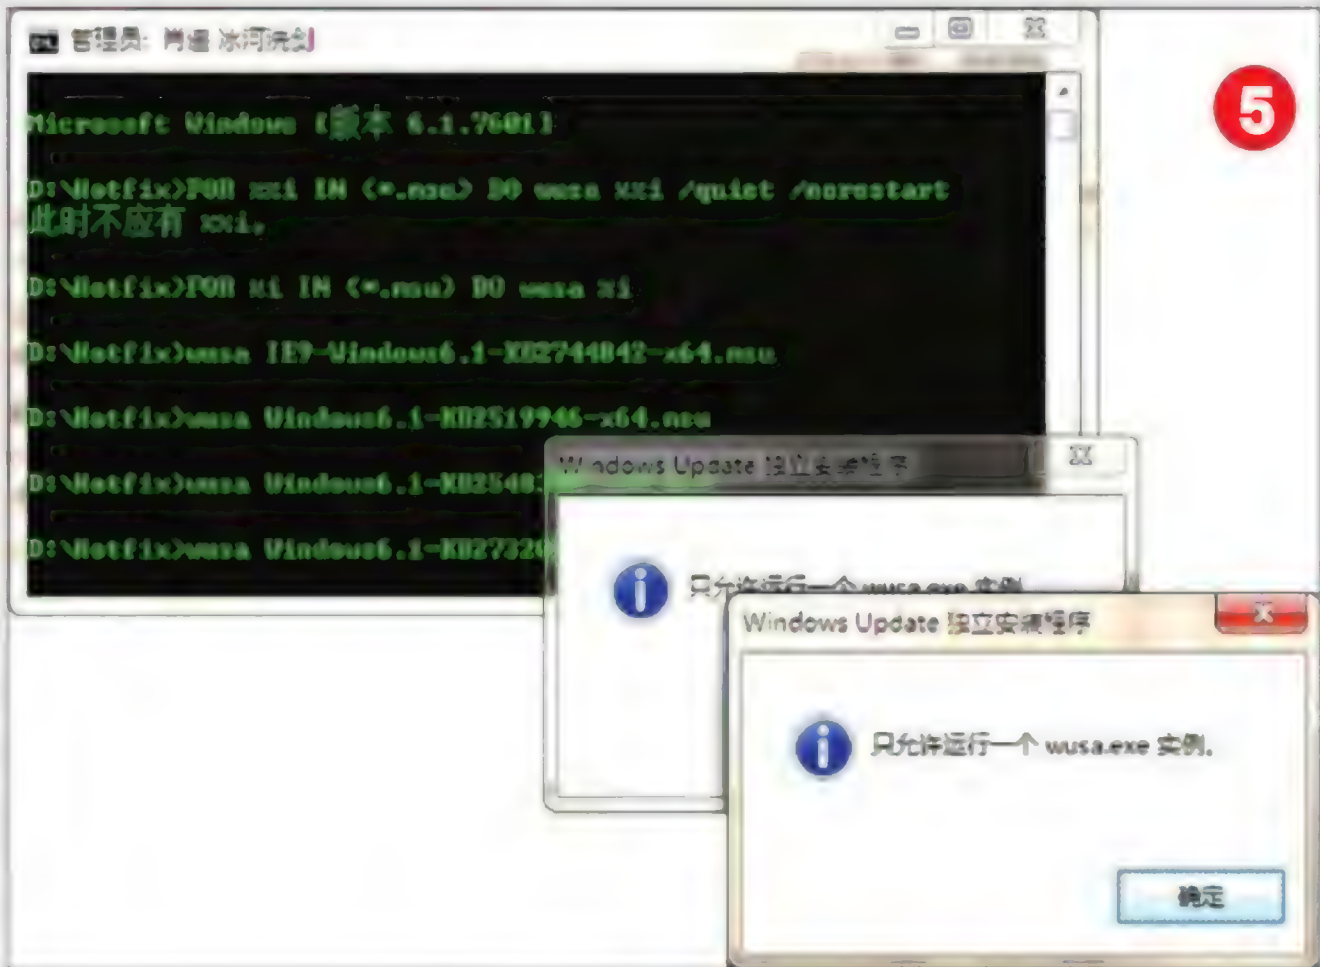 管理员: 肖遥 冰河洗剑
5
Microsoft Windows [版本 6.1.7601]
D:\Hotfix>FOR %%i IN (*.msu) DO wusa %%i /quiet /norestart
此时不应有 %%i。
D:\Hotfix>FOR %i IN (*.msu) DO wusa %i
D:\Hotfix>wusa IE9-Windows6.1-KB2744842-x64.msu
D:\Hotfix>wusa Windows6.1-KB2519946-x64.msu
D:\Hotfix>wusa Windows6.1-KB2548
D:\Hotfix>wusa Windows6.1-KB2732
Windows Update 独立安装程序
只允许运行一个 wusa.exe 实例
Windows Update 独立安装程序
只允许运行一个 wusa.exe 实例。
确定